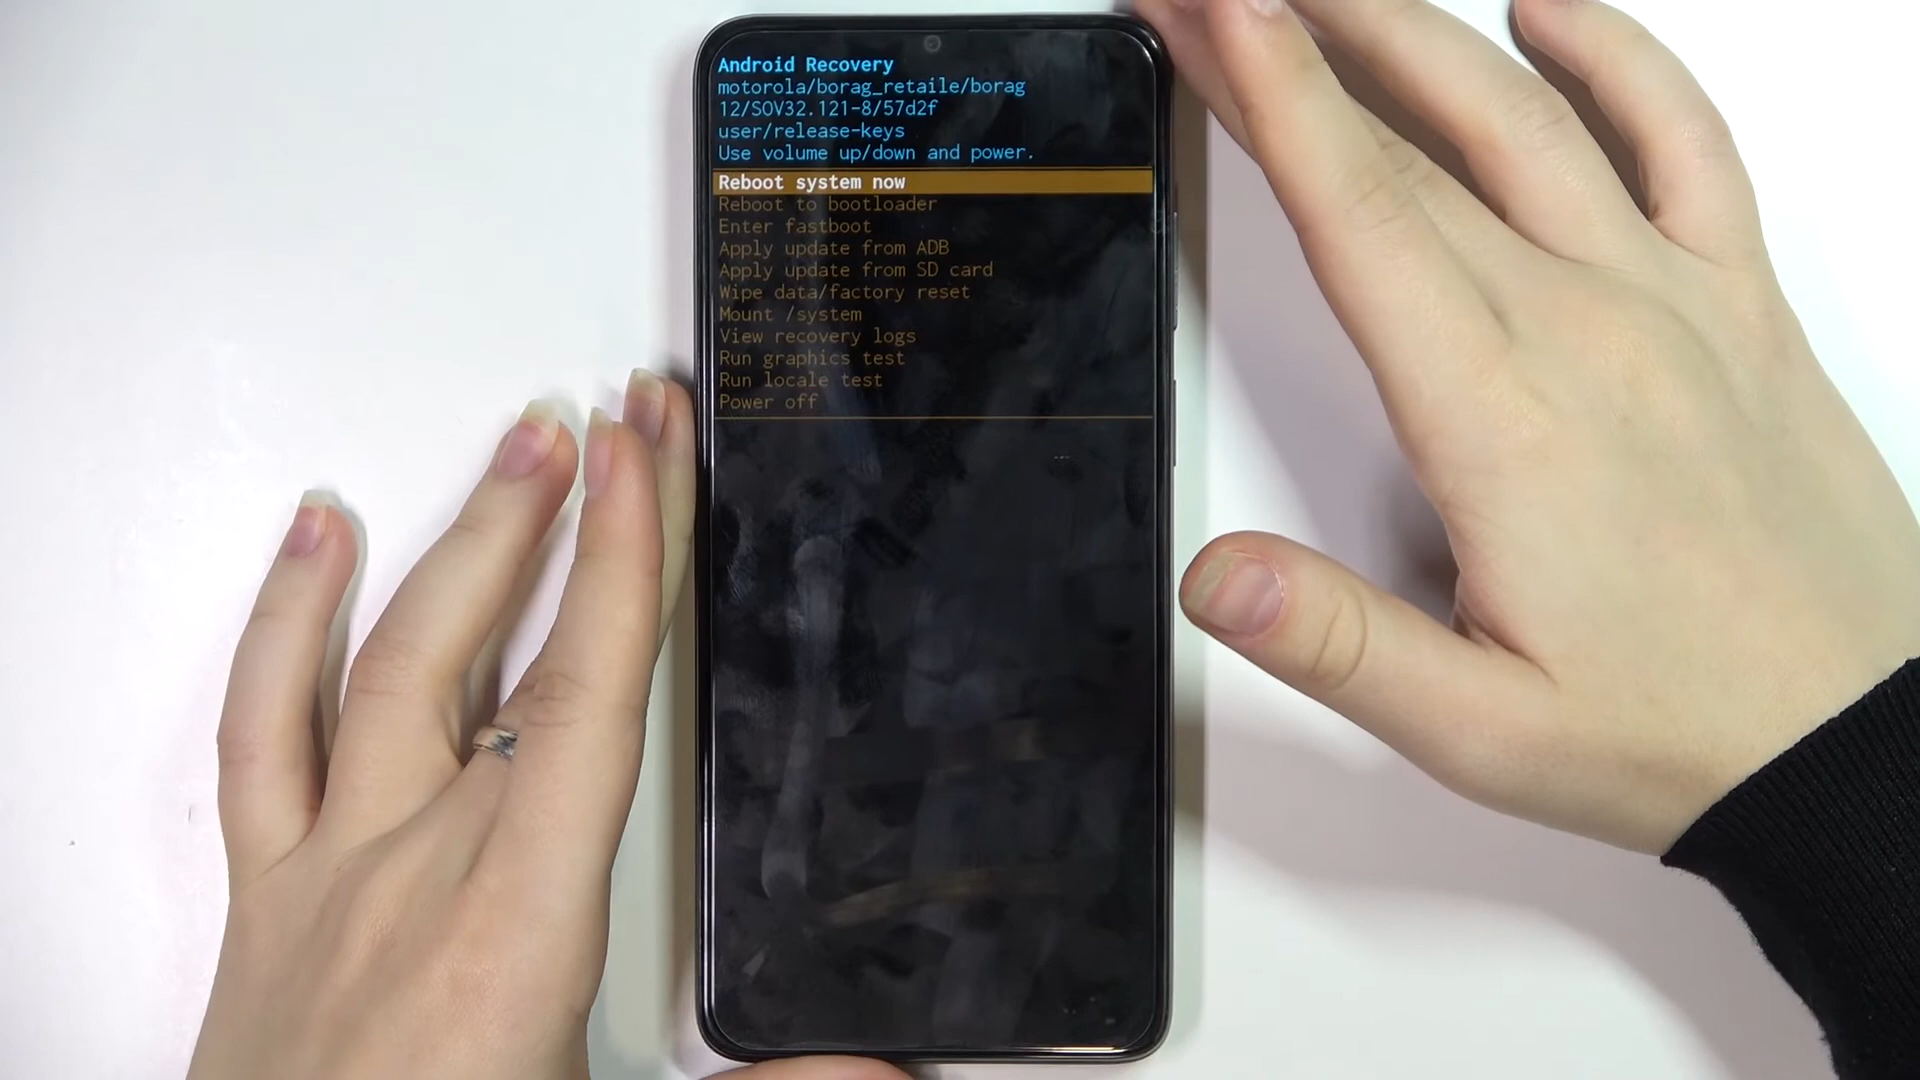 Android Recovery
motorola/borag_retaile/borag
12/SOV32.121-8/57d2f
user/release-keys
Use volume up/down and power.
Reboot system now
Reboot to bootloader
Enter fastboot
Apply update from ADB
Apply update from SD card
Wipe data/factory reset
Mount /system
View recovery logs
Run graphics test
Run locale test
Power off